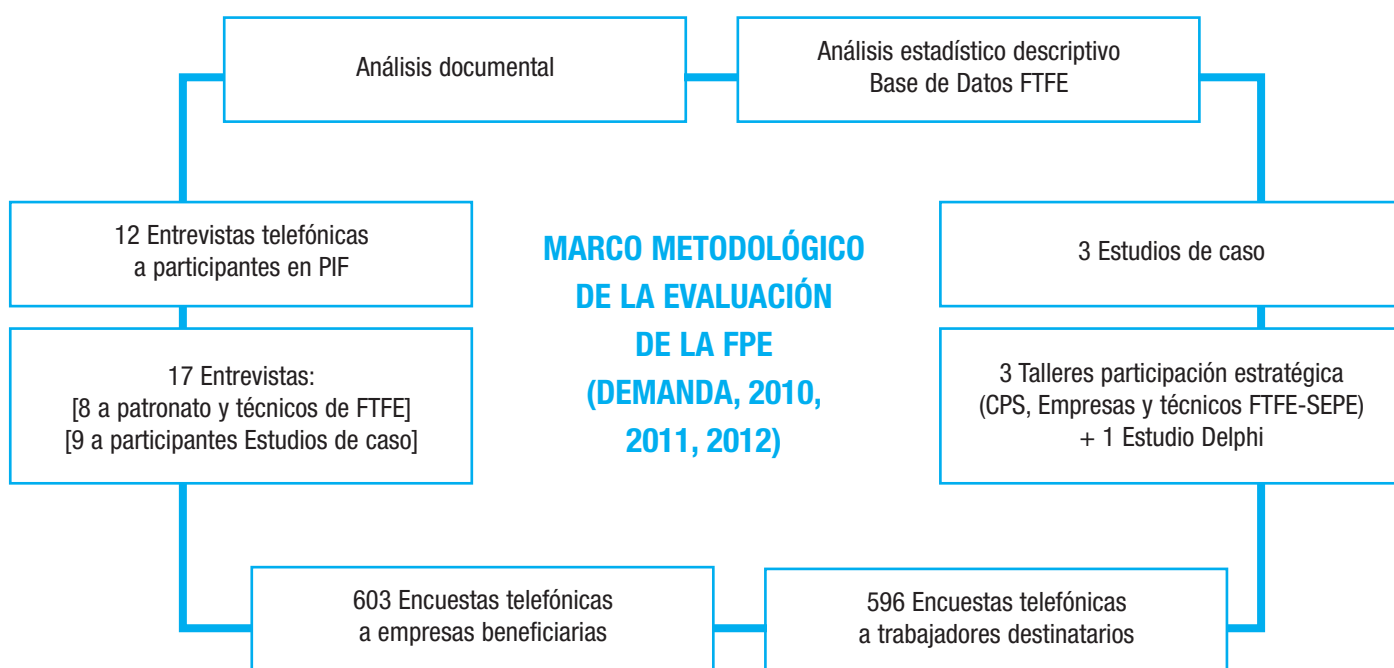 Análisis documental
Análisis estadístico descriptivo
Base de Datos FTFE
12 Entrevistas telefónicas
a participantes en PIF
MARCO METODOLÓGICO
DE LA EVALUACIÓN
DE LA FPE
(DEMANDA, 2010,
2011, 2012)
3 Estudios de caso
17 Entrevistas:
[8 a patronato y técnicos de FTFE]
[9 a participantes Estudios de caso]
3 Talleres participación estratégica
(CPS, Empresas y técnicos FTFE-SEPE)
+ 1 Estudio Delphi
603 Encuestas telefónicas
a empresas beneficiarias
596 Encuestas telefónicas
a trabajadores destinatarios